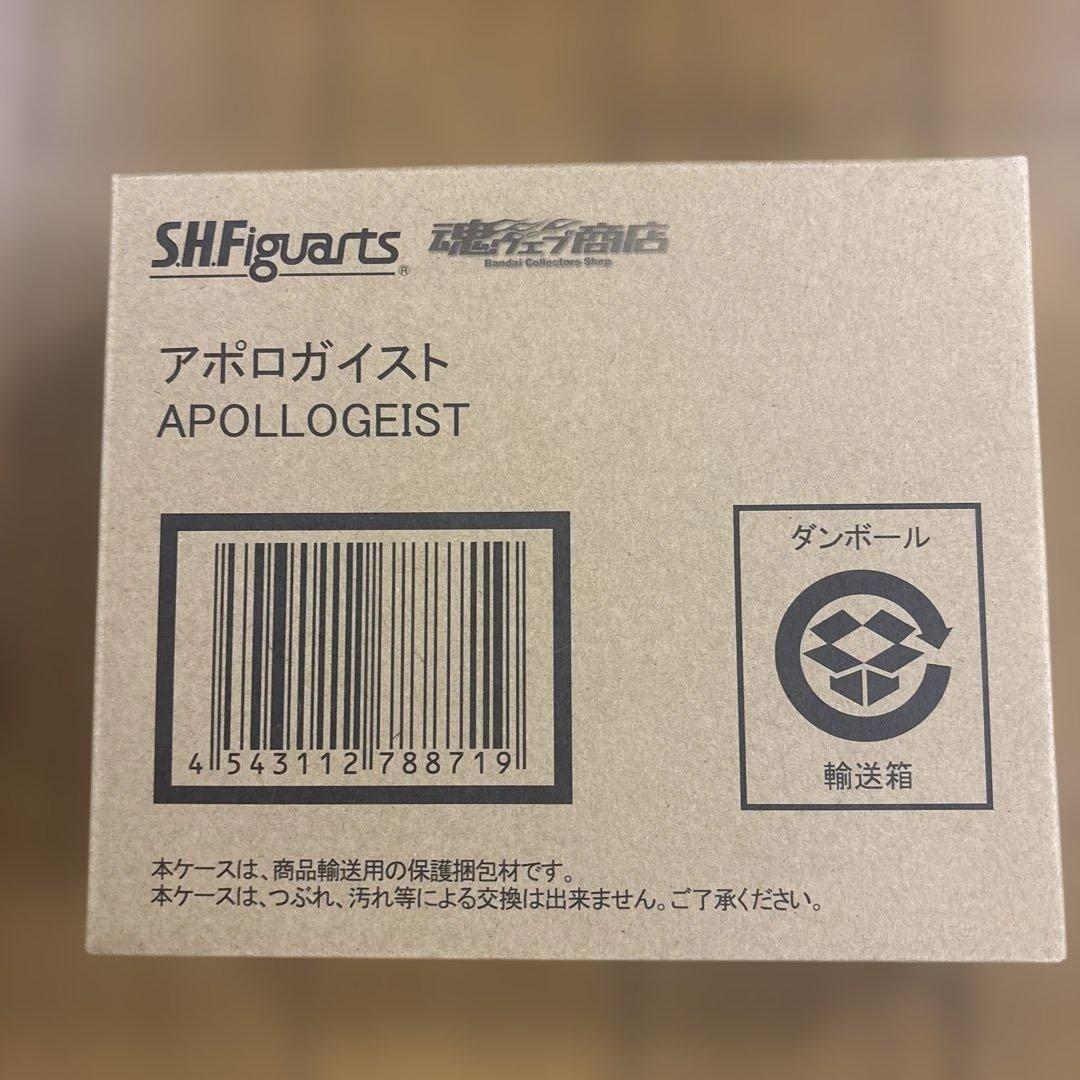 S.H.Figuarts®
魂ウェブ商店
Bandai Collectors Shop
アポロガイスト
APOLLOGEIST
4 543112 788719
ダンボール
輸送箱
本ケースは、商品輸送用の保護梱包材です。
本ケースは、つぶれ、汚れ等による交換は出来ません。ご了承ください。